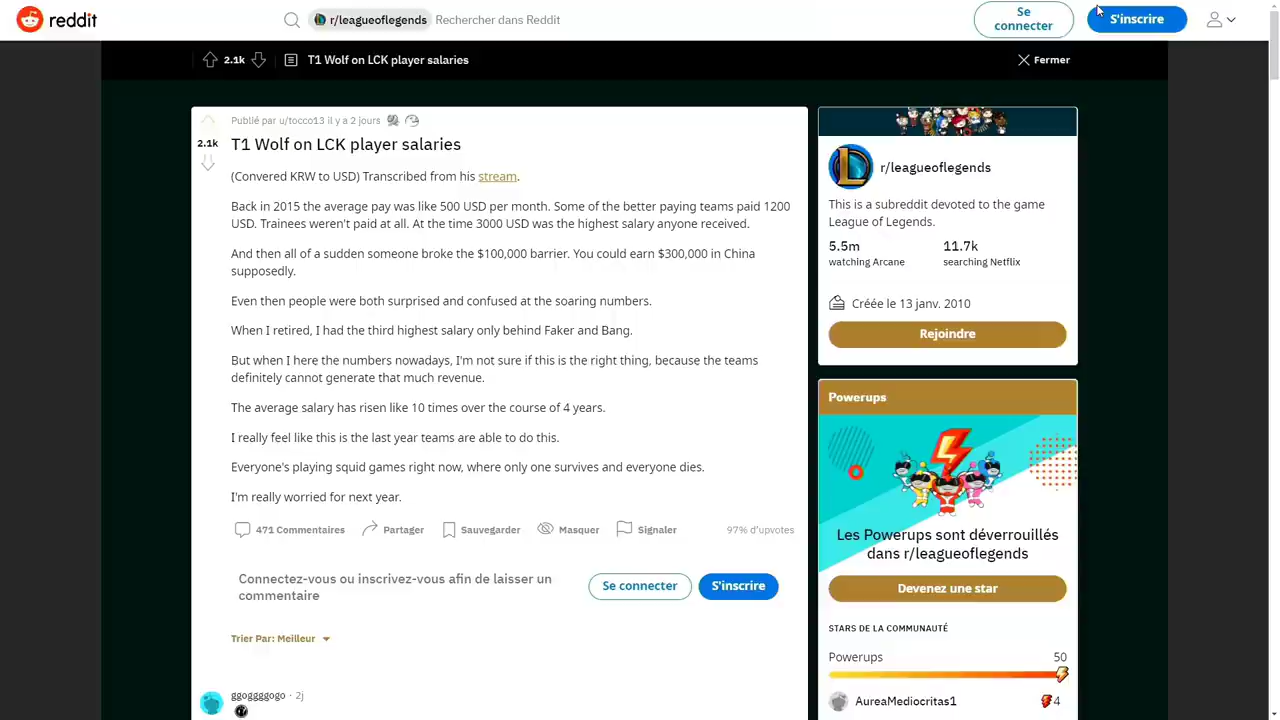 reddit
r/leagueoflegends
Rechercher dans Reddit
Se connecter
S'inscrire
2.1k
T1 Wolf on LCK player salaries
Fermer
Publié par u/tocco13 il y a 2 jours
2.1k
T1 Wolf on LCK player salaries
(Convered KRW to USD) Transcribed from his stream.
Back in 2015 the average pay was like 500 USD per month. Some of the better paying teams paid 1200
USD. Trainees weren't paid at all. At the time 3000 USD was the highest salary anyone received.
And then all of a sudden someone broke the $100,000 barrier. You could earn $300,000 in China
supposedly.
Even then people were both surprised and confused at the soaring numbers.
When I retired, I had the third highest salary only behind Faker and Bang.
But when I here the numbers nowadays, I'm not sure if this is the right thing, because the teams
definitely cannot generate that much revenue.
The average salary has risen like 10 times over the course of 4 years.
I really feel like this is the last year teams are able to do this.
Everyone's playing squid games right now, where only one survives and everyone dies.
I'm really worried for next year.
471 Commentaires
Partager
Sauvegarder
Masquer
Signaler
97% d'upvotes
Connectez-vous ou inscrivez-vous afin de laisser un
commentaire
Se connecter
S'inscrire
Trier Par: Meilleur
ggoggggogo · 2j
r/leagueoflegends
This is a subreddit devoted to the game
League of Legends.
5.5m
11.7k
watching Arcane
searching Netflix
Créée le 13 janv. 2010
Rejoindre
Powerups
Les Powerups sont déverrouillés
dans r/leagueoflegends
Devenez une star
STARS DE LA COMMUNAUTÉ
Powerups
50
AureaMediocritas1
4